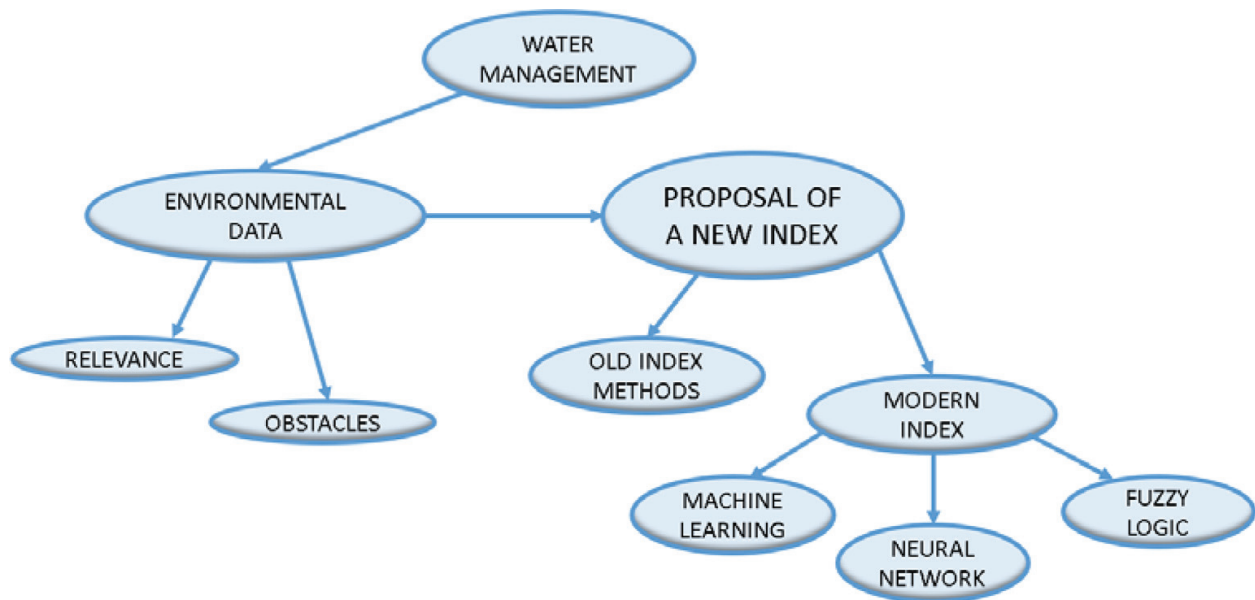 WATER
MANAGEMENT
ENVIRONMENTAL
DATA
PROPOSAL OF
A NEW INDEX
RELEVANCE
OBSTACLES
OLD INDEX
METHODS
MODERN
INDEX
MACHINE
LEARNING
NEURAL
NETWORK
FUZZY
LOGIC